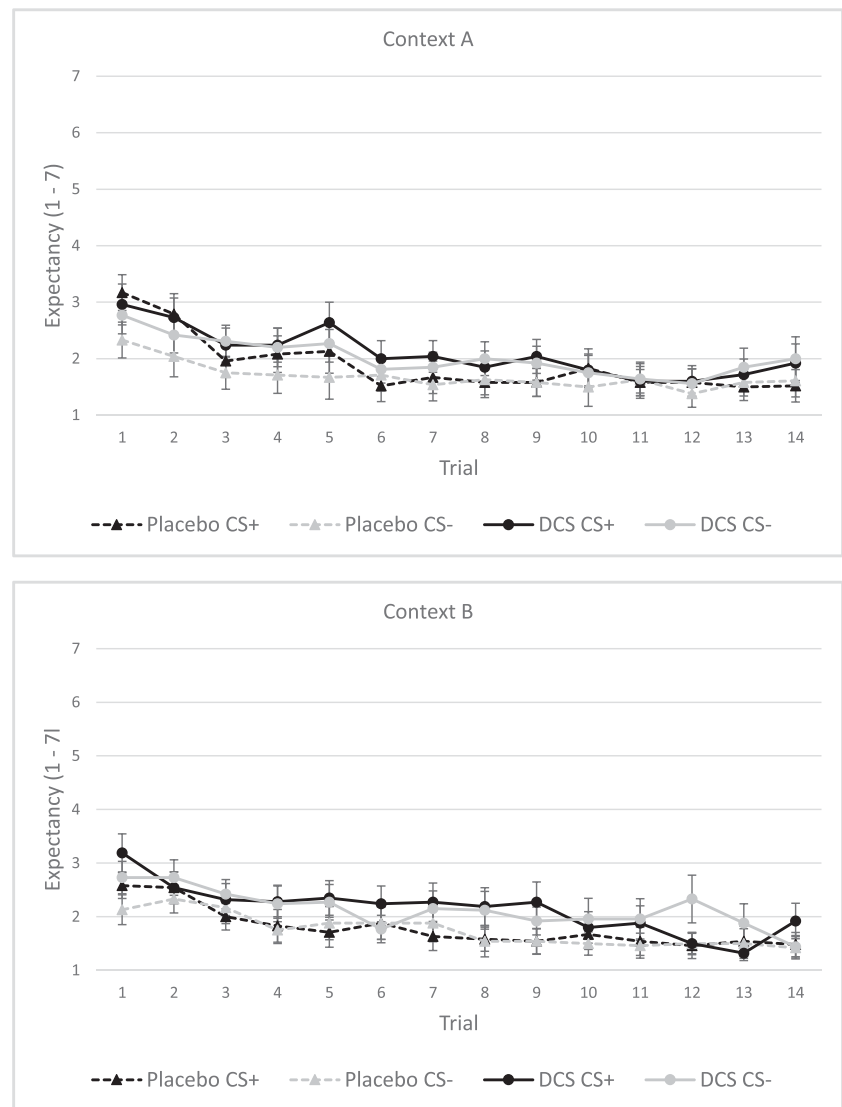 Context A
7
6
5
4
3
2
1
Expectancy (1 - 7)
1 2 3 4 5 6 7 8 9 10 11 12 13 14
Trial
Placebo CS+ Placebo CS- DCS CS+ DCS CS-
Context B
7
6
5
4
3
2
1
Expectancy (1 - 7l
1 2 3 4 5 6 7 8 9 10 11 12 13 14
Trial
Placebo CS+ Placebo CS- DCS CS+ DCS CS-